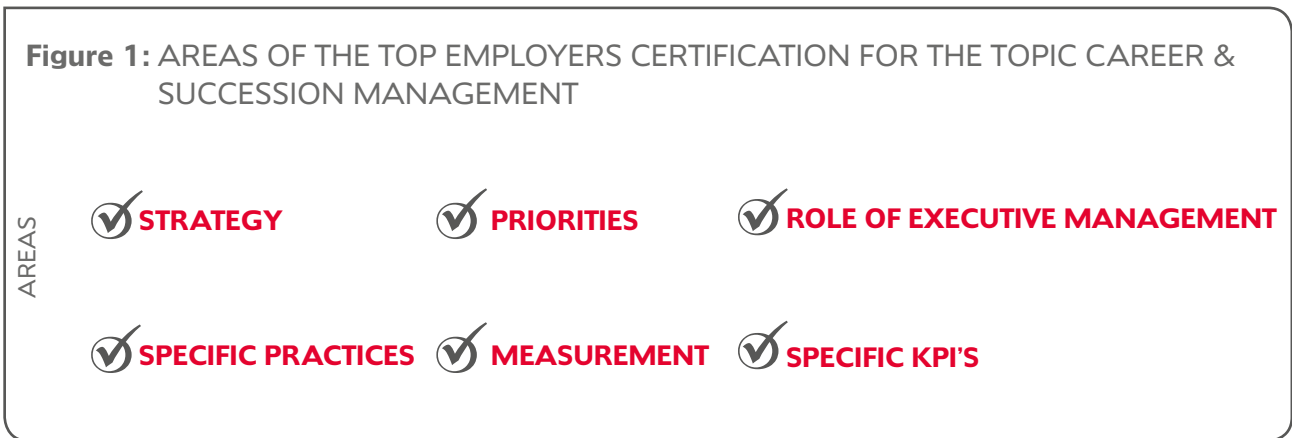 Figure 1: AREAS OF THE TOP EMPLOYERS CERTIFICATION FOR THE TOPIC CAREER &
SUCCESSION MANAGEMENT
AREAS
STRATEGY
PRIORITIES
ROLE OF EXECUTIVE MANAGEMENT
SPECIFIC PRACTICES
MEASUREMENT
SPECIFIC KPI'S